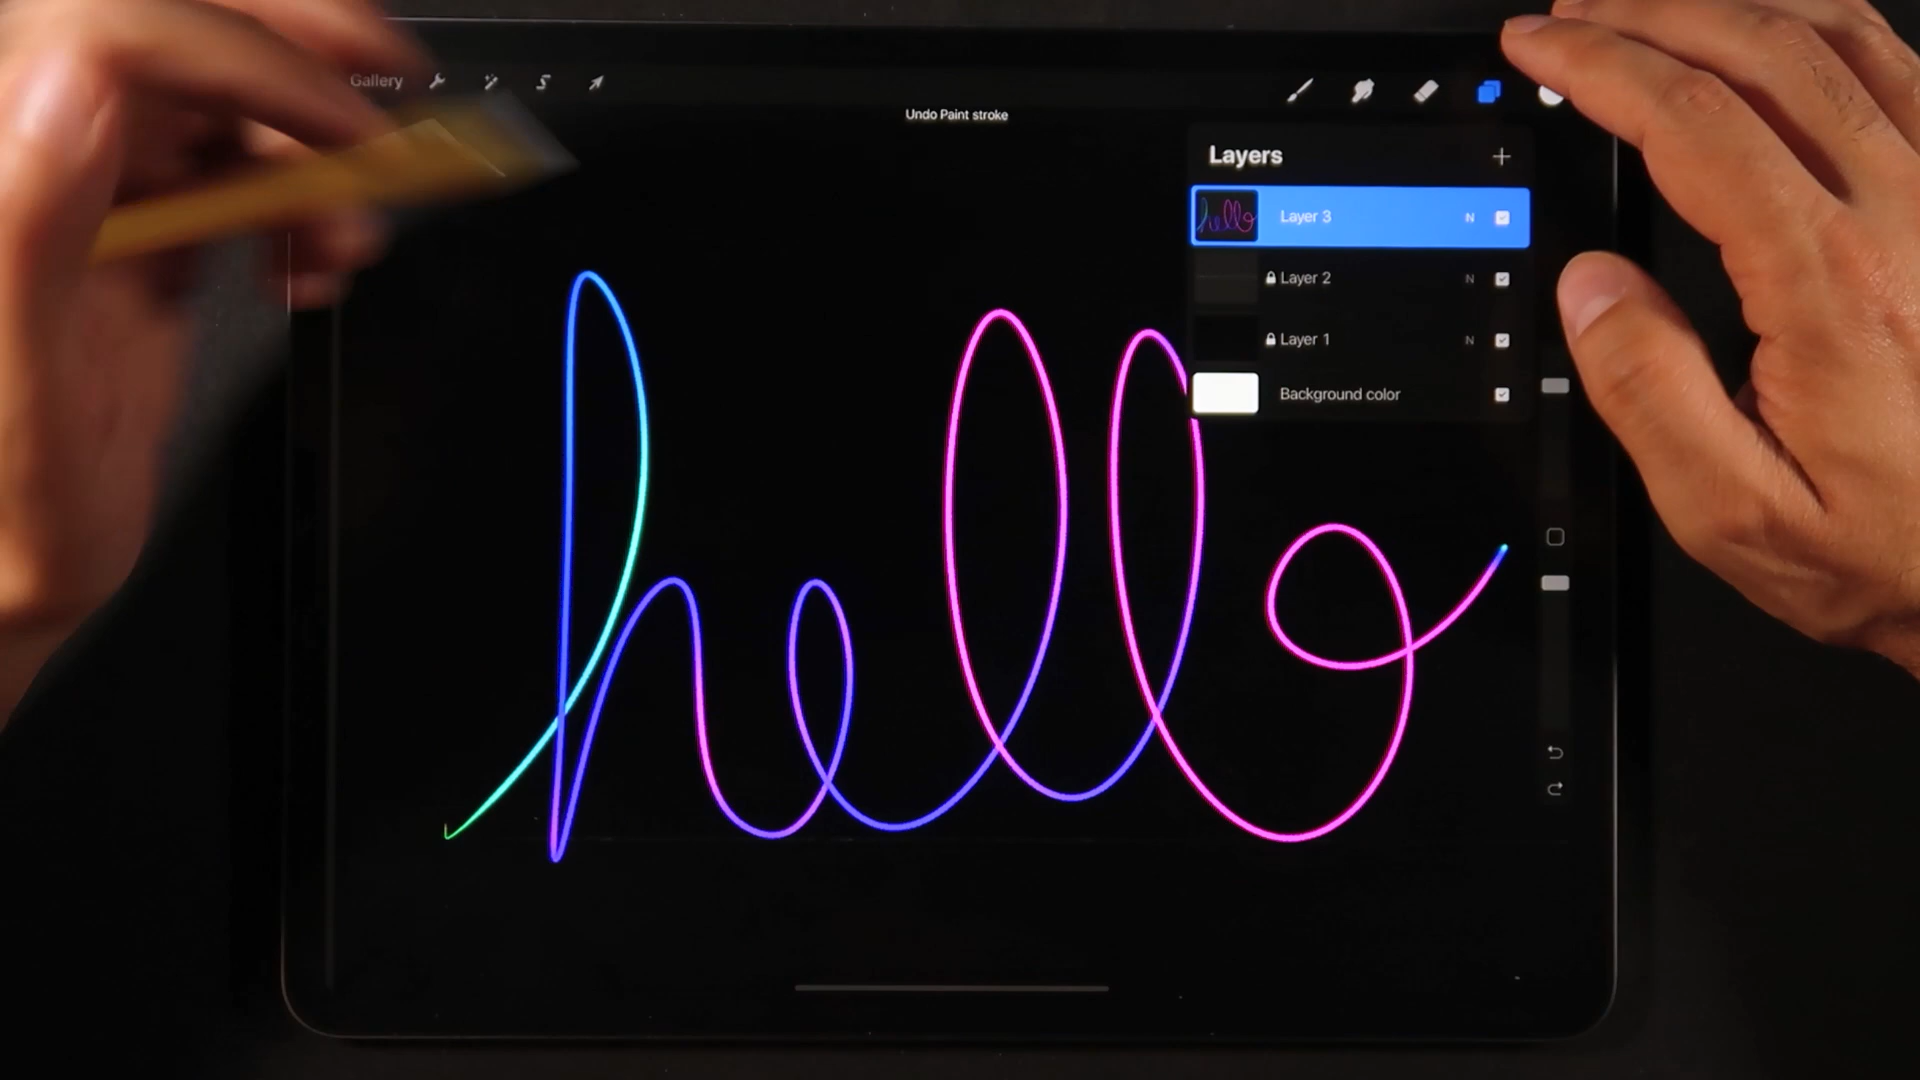 Gallery
Undo Paint stroke
Layers
Layer 3 N
Layer 2 N
Layer 1 N
Background color
hello